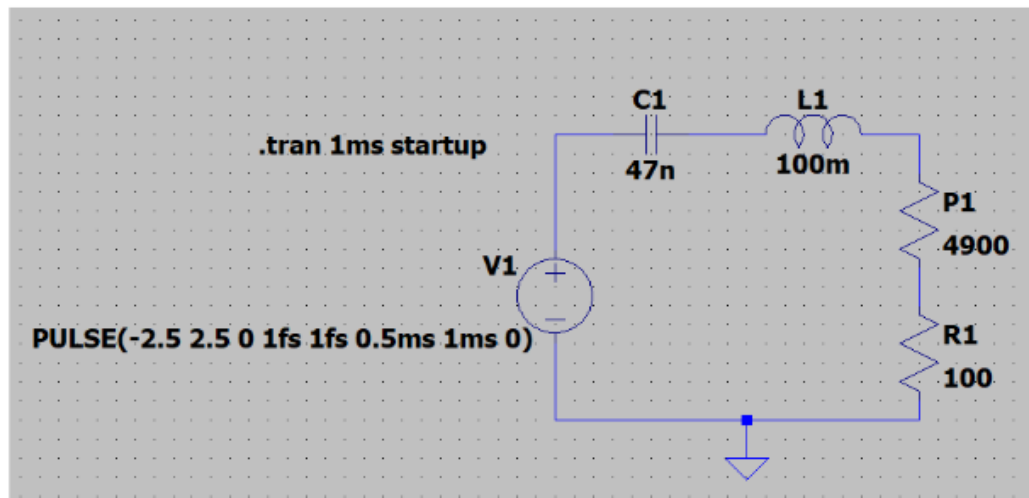 C1
L1
.tran 1ms startup
47n
100m
P1
4900
V1
PULSE(-2.5 2.5 0 1fs 1fs 0.5ms 1ms 0)
R1
100